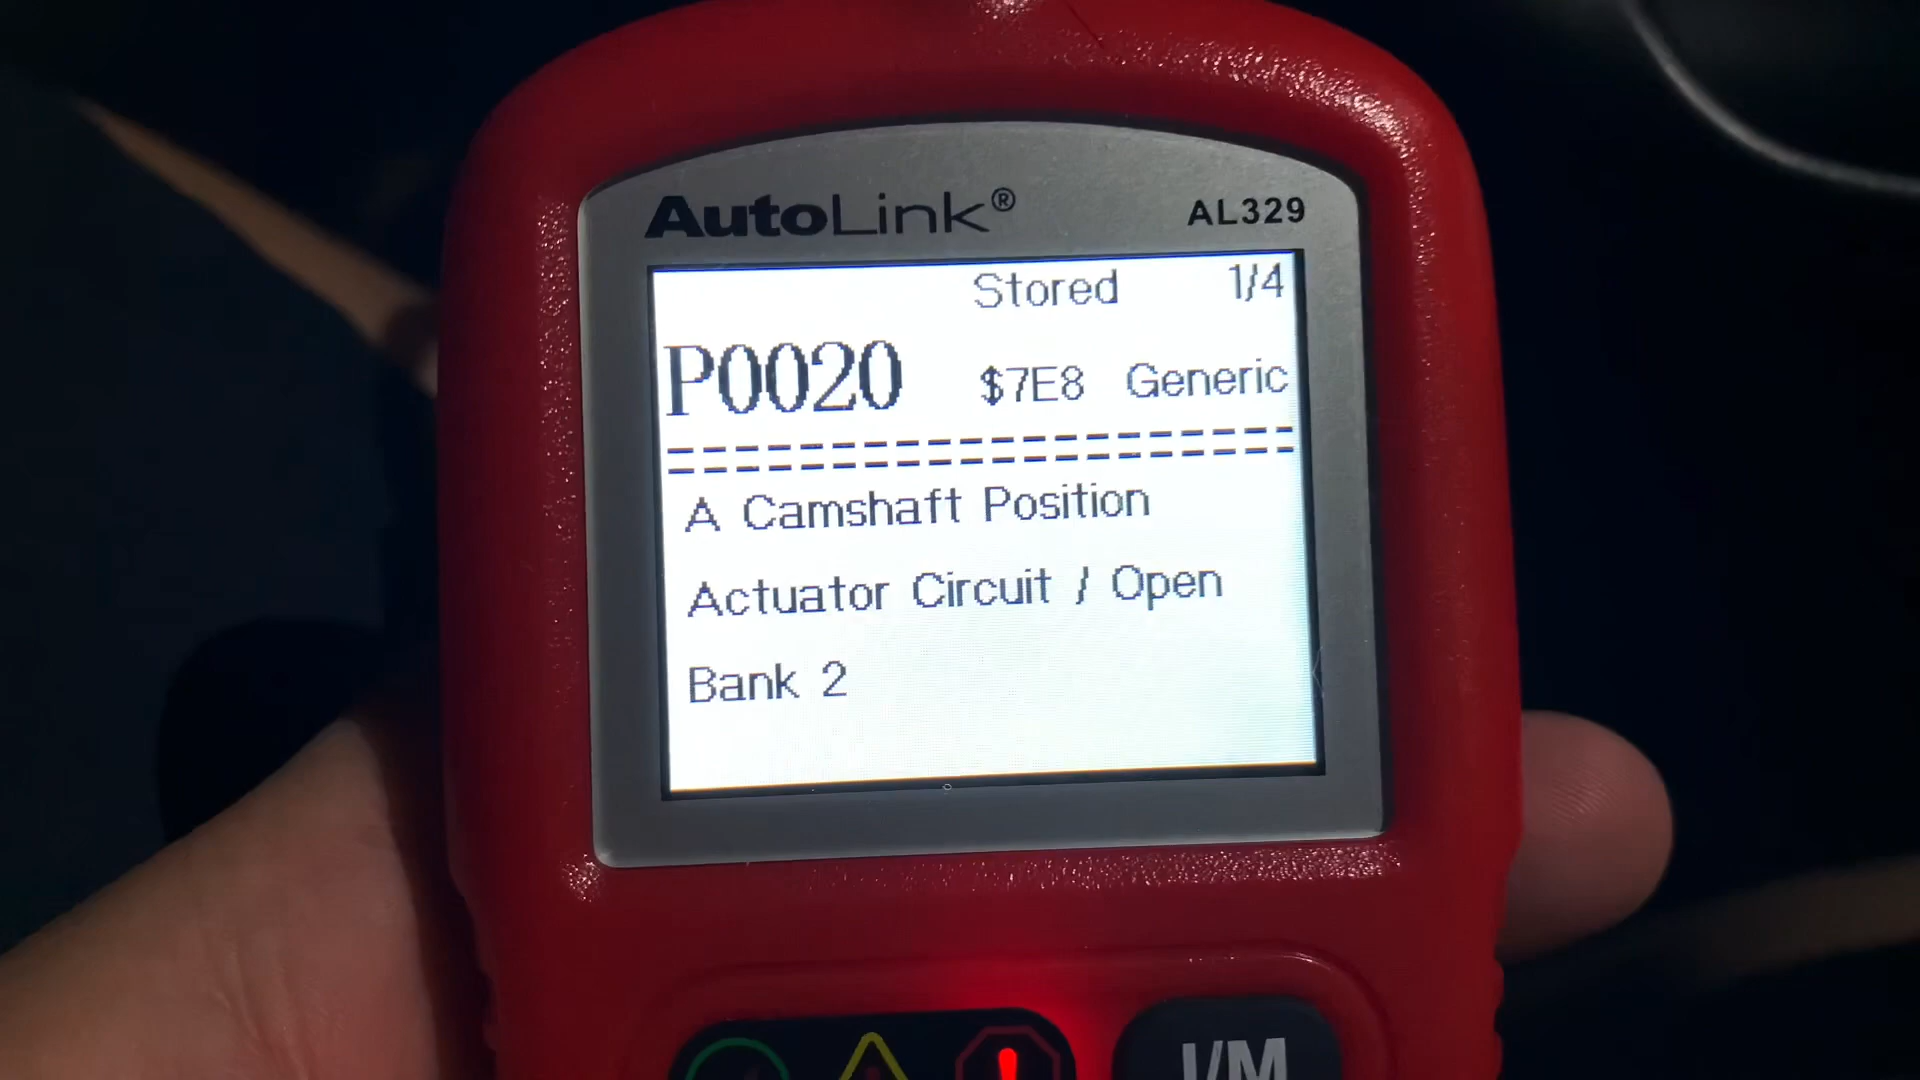 AutoLink® AL329
Stored 1/4
P0020 $7E8 Generic
A Camshaft Position
Actuator Circuit / Open
Bank 2
I/M